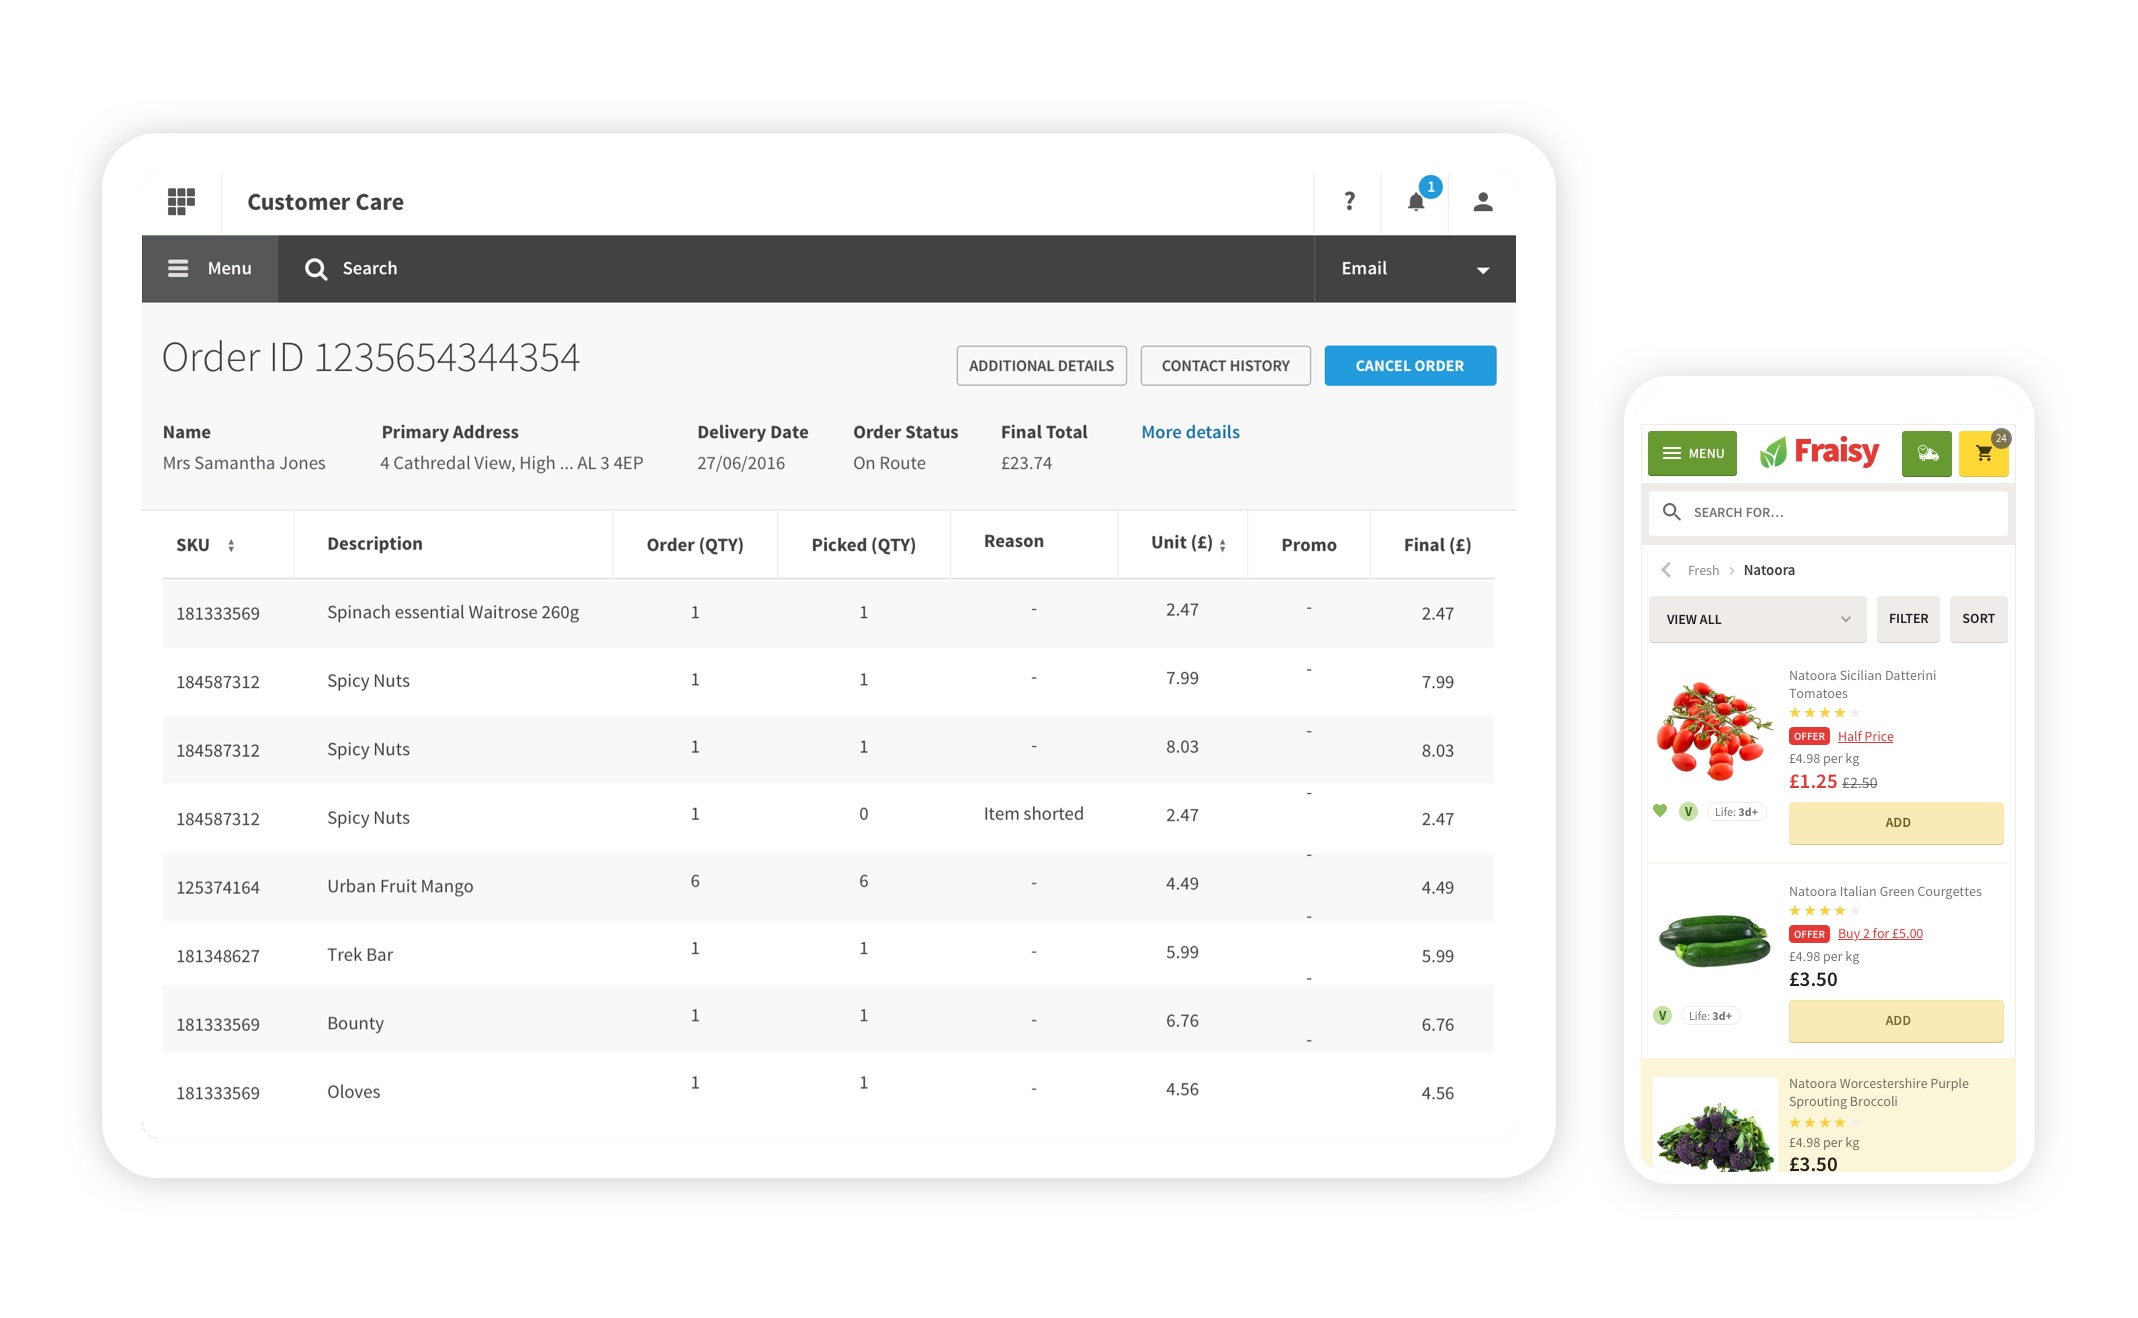 Customer Care
?
1
Menu
Search
Email
Order ID 1235654344354
ADDITIONAL DETAILS
CONTACT HISTORY
CANCEL ORDER
Name Primary Address Delivery Date Order Status Final Total More details
Mrs Samantha Jones 4 Cathredal View, High ... AL 3 4EP 27/06/2016 On Route £23.74
SKU Description Order (QTY) Picked (QTY) Reason Unit (£) Promo Final (£)
181333569 Spinach essential Waitrose 260g 1 1 - 2.47 - 2.47
184587312 Spicy Nuts 1 1 - 7.99 - 7.99
184587312 Spicy Nuts 1 1 - 8.03 - 8.03
184587312 Spicy Nuts 1 0 Item shorted 2.47 - 2.47
125374164 Urban Fruit Mango 6 6 - 4.49 - 4.49
181348627 Trek Bar 1 1 - 5.99 - 5.99
181333569 Bounty 1 1 - 6.76 - 6.76
181333569 Oloves 1 1 - 4.56 - 4.56
MENU
Fraisy
24
SEARCH FOR...
Fresh > Natoora
VIEW ALL
FILTER
SORT
Natoora Sicilian Datterini
Tomatoes
OFFER Half Price
£4.98 per kg
£1.25 £2.50
V Life: 3d+
ADD
Natoora Italian Green Courgettes
OFFER Buy 2 for £5.00
£4.98 per kg
£3.50
V Life: 3d+
ADD
Natoora Worcestershire Purple
Sprouting Broccoli
£4.98 per kg
£3.50